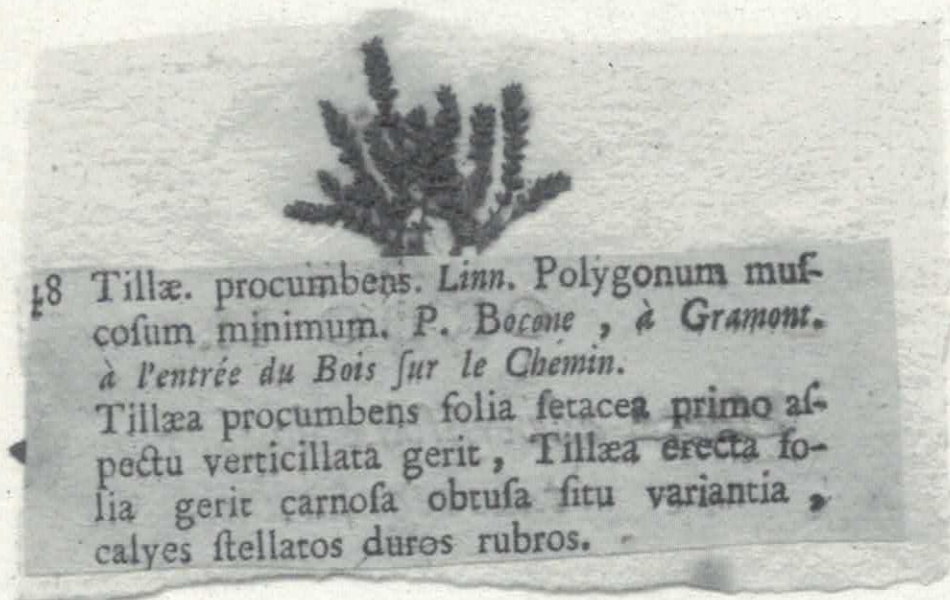 48 Tillæ. procumbens. Linn. Polygonum muſ-
coſum minimum. P. Bocone , à Gramont.
à l'entrée du Bois ſur le Chemin.
Tillæa procumbens folia ſetacea primo aſ-
pectu verticillata gerit , Tillæa erecta fo-
lia gerit carnoſa obtuſa ſitu variantia ,
calyes ſtellatos duros rubros.